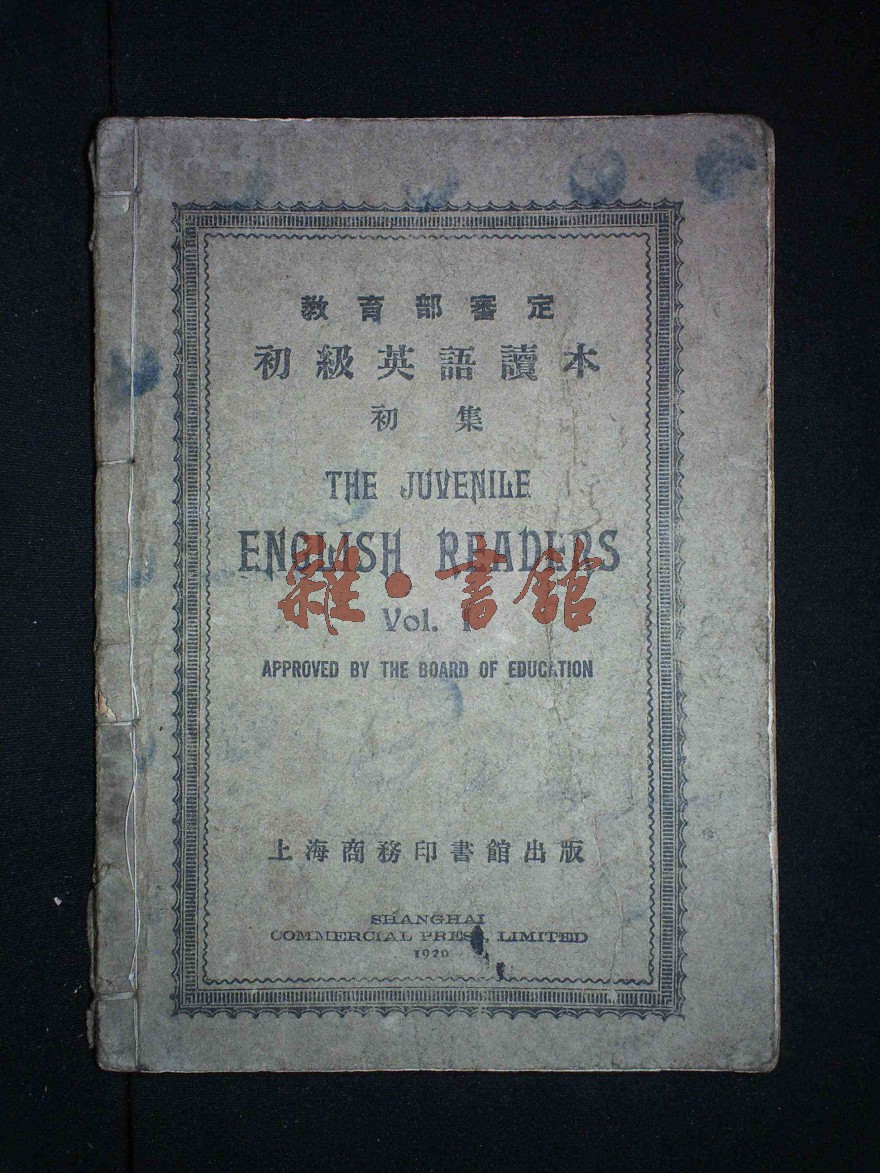 教育部審定
初級英語讀本
初集
THE JUVENILE
ENGLISH READERS
雜·書館
Vol. I
APPROVED BY THE BOARD OF EDUCATION
上海商務印書館出版
SHANGHAI
COMMERCIAL PRESS, LIMITED
1920